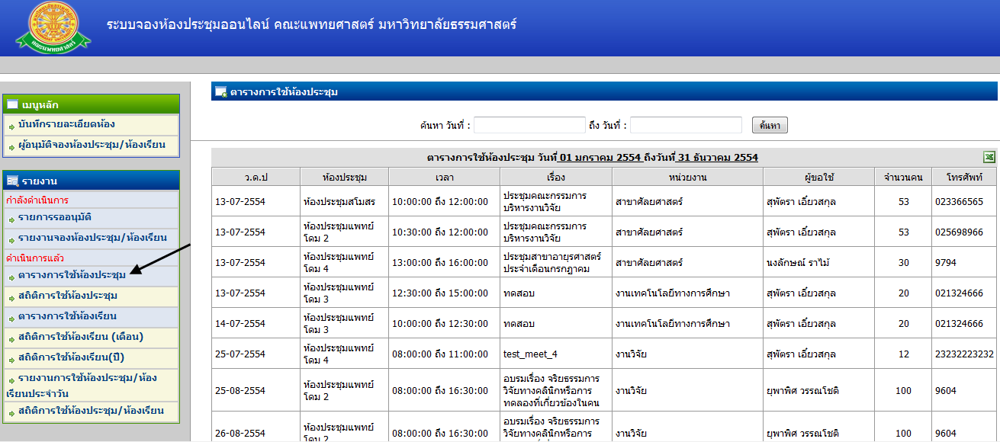 ระบบจองห้องประชุมออนไลน์ คณะแพทยศาสตร์ มหาวิทยาลัยธรรมศาสตร์
คณะแพทยศาสตร์
เมนูหลัก
บันทึกรายละเอียดห้อง
ผู้อนุมัติจองห้องประชุม/ห้องเรียน
รายงาน
กำลังดำเนินการ
รายการรออนุมัติ
รายงานจองห้องประชุม/ห้องเรียน
ดำเนินการแล้ว
ตารางการใช้ห้องประชุม
สถิติการใช้ห้องประชุม
ตารางการใช้ห้องเรียน
สถิติการใช้ห้องเรียน (เดือน)
สถิติการใช้ห้องเรียน(ปี)
รายงานการใช้ห้องประชุม/ห้อง
เรียนประจำวัน
สถิติการใช้ห้องประชุม/ห้องเรียน
ตารางการใช้ห้องประชุม
ค้นหา วันที่ : ถึง วันที่ : ค้นหา
ตารางการใช้ห้องประชุม วันที่ 01 มกราคม 2554 ถึงวันที่ 31 ธันวาคม 2554
ว.ด.ป ห้องประชุม เวลา เรื่อง หน่วยงาน ผู้ขอใช้ จำนวนคน โทรศัพท์
13-07-2554 ห้องประชุมสโมสร 10:00:00 ถึง 12:00:00 ประชุมคณะกรรมการ
บริหารงานวิจัย สาขาศัลยศาสตร์ สุพัตรา เอี่ยวสกุล 53 023366565
13-07-2554 ห้องประชุมแพทย์
โดม 2 10:30:00 ถึง 12:00:00 ประชุมคณะกรรมการ
บริหารงานวิจัย สาขาศัลยศาสตร์ สุพัตรา เอี่ยวสกุล 53 025698966
13-07-2554 ห้องประชุมแพทย์
โดม 4 13:00:00 ถึง 16:00:00 ประชุมสาขาอายุรศาสตร์
ประจำเดือนกรกฎาคม สาขาศัลยศาสตร์ นงลักษณ์ ราไม้ 30 9794
13-07-2554 ห้องประชุมแพทย์
โดม 3 12:30:00 ถึง 15:00:00 ทดสอบ งานเทคโนโลยีทางการศึกษา สุพัตรา เอี่ยวสกุล 20 021324666
14-07-2554 ห้องประชุมแพทย์
โดม 3 10:00:00 ถึง 12:30:00 ทดสอบ งานเทคโนโลยีทางการศึกษา สุพัตรา เอี่ยวสกุล 20 021324666
25-07-2554 ห้องประชุมแพทย์
โดม 4 08:00:00 ถึง 11:00:00 test_meet_4 งานวิจัย สุพัตรา เอี่ยวสกุล 12 23232223232
25-08-2554 ห้องประชุมแพทย์
โดม 2 08:00:00 ถึง 16:30:00 อบรมเรื่อง จริยธรรมการ
วิจัยทางคลินิกหรือการ
ทดลองที่เกี่ยวข้องในคน งานวิจัย ยุพาพิศ วรรณโชติ 100 9604
26-08-2554 ห้องประชุมแพทย์
โดม 2 08:00:00 ถึง 16:30:00 อบรมเรื่อง จริยธรรมการ
วิจัยทางคลินิกหรือการ
งานวิจัย ยุพาพิศ วรรณโชติ 100 9604